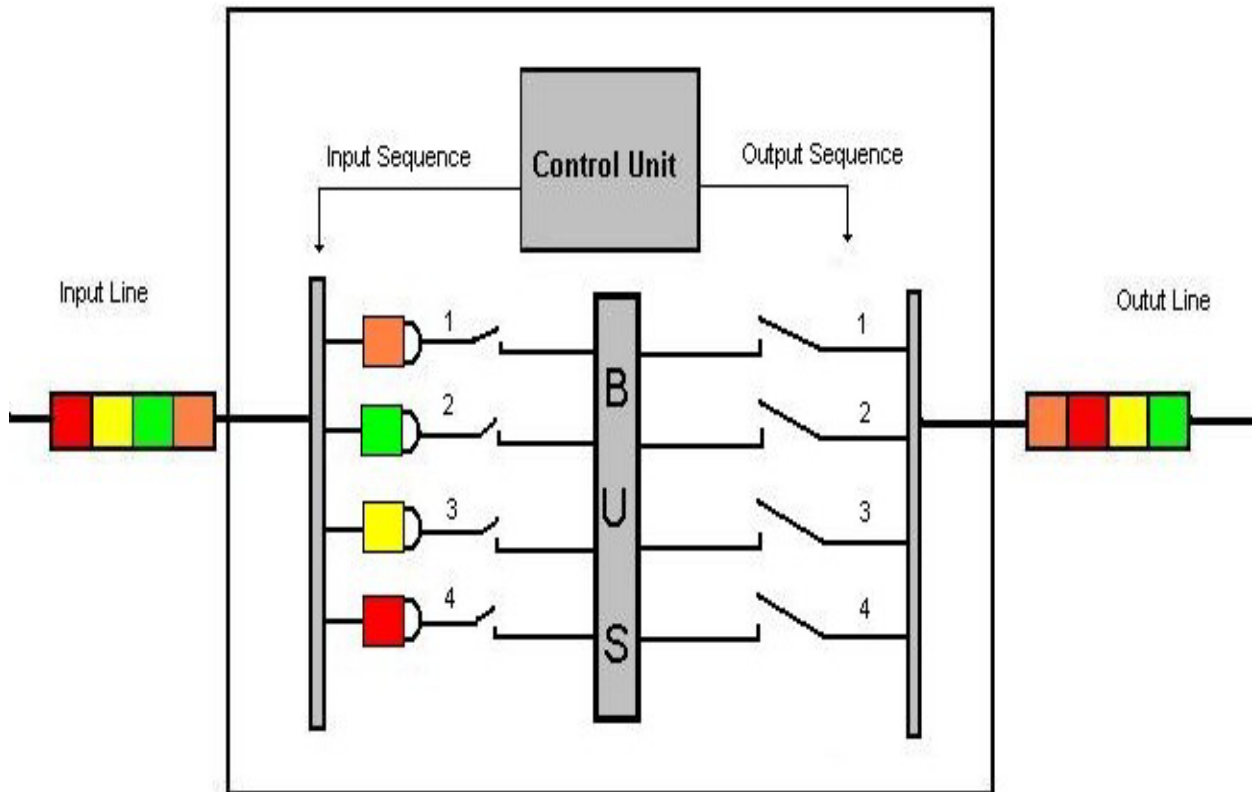 Control Unit
Input Sequence
Output Sequence
Input Line
Outut Line
1
1
2
2
3
3
4
4
B
U
S